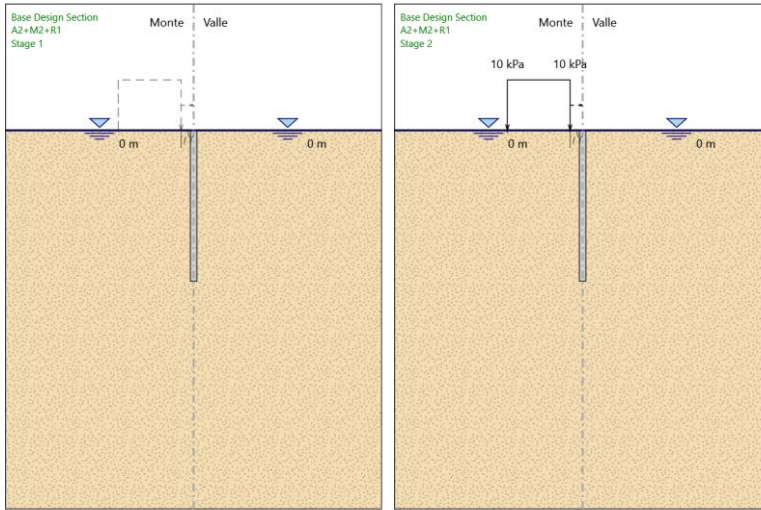 Base Design Section
A2+M2+R1
Stage 1
Monte
Valle
0 m
0 m
Base Design Section
A2+M2+R1
Stage 2
Monte
Valle
10 kPa
10 kPa
0 m
0 m